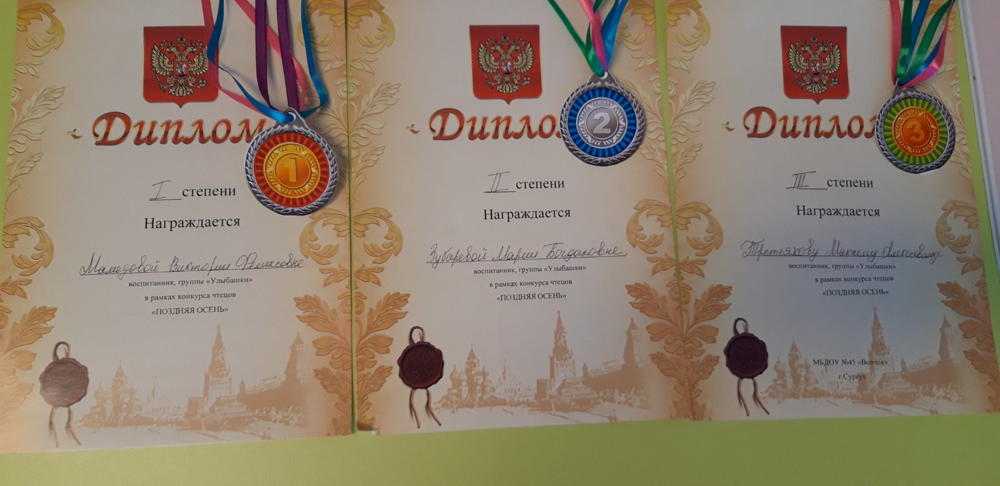 Диплом
1
I степени
Награждается
Мамедовой Виктории Феликсовне
воспитанник, группы «Улыбашки»
в рамках конкурса чтецов
«ПОЗДНЯЯ ОСЕНЬ»
Диплом
2
II степени
Награждается
Зубаревой Марии Богдановне.
воспитанник, группы «Улыбашки»
в рамках конкурса чтецов
«ПОЗДНЯЯ ОСЕНЬ»
Диплом
3
III степени
Награждается
Третьякову Максиму Алексеевичу
воспитанник, группы «Улыбашки»
в рамках конкурса чтецов
«ПОЗДНЯЯ ОСЕНЬ»
МБДОУ №45 «Волчок»
г.Сургут